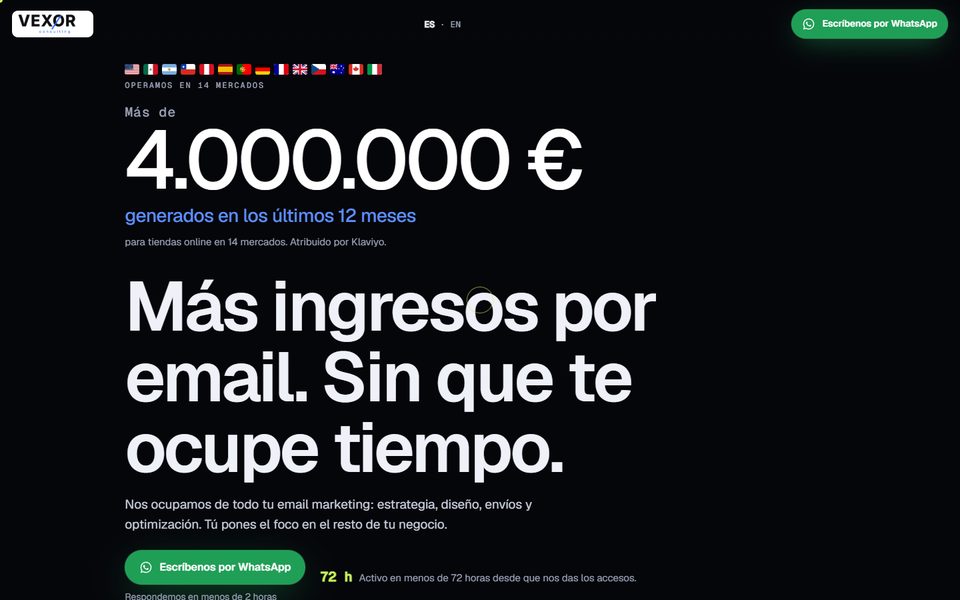 VEXOR
consulting
ES · EN
Escríbenos por WhatsApp
OPERAMOS EN 14 MERCADOS
Más de
4.000.000 €
generados en los últimos 12 meses
para tiendas online en 14 mercados. Atribuido por Klaviyo.
Más ingresos por
email. Sin que te
ocupe tiempo.
Nos ocupamos de todo tu email marketing: estrategia, diseño, envíos y
optimización. Tú pones el foco en el resto de tu negocio.
Escríbenos por WhatsApp
72 h Activo en menos de 72 horas desde que nos das los accesos.
Respondemos en menos de 2 horas